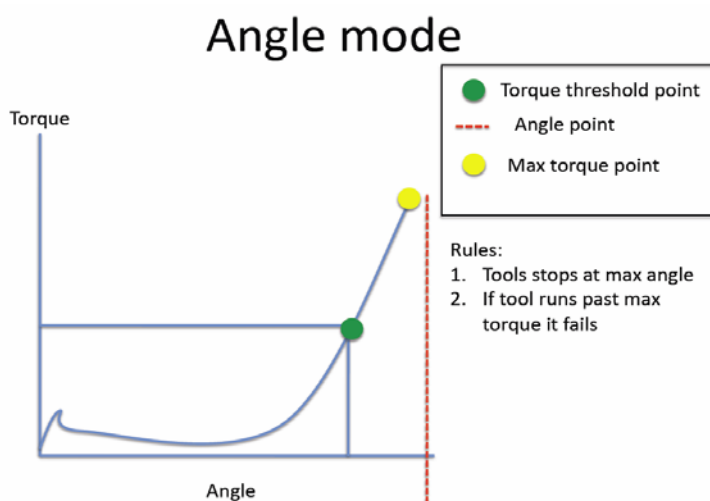 Angle mode
Torque threshold point
Angle point
Max torque point
Torque
Rules:
1. Tools stops at max angle
2. If tool runs past max
torque it fails
Angle